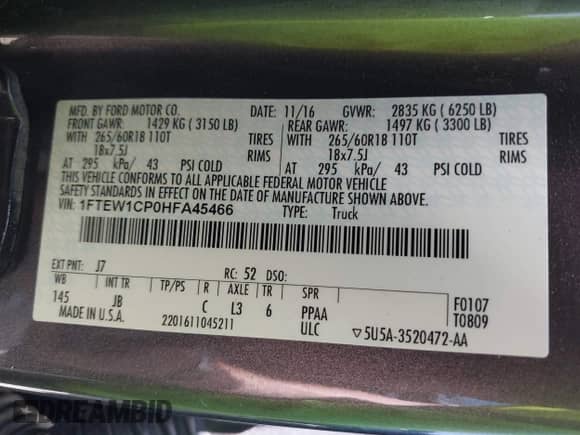 MFD. BY FORD MOTOR CO. DATE: 11/16 GVWR: 2835 KG ( 6250 LB)
FRONT GAWR: 1429 KG ( 3150 LB) REAR GAWR: 1497 KG ( 3300 LB)
WITH 265/60R18 110T TIRES WITH 265/60R18 110T TIRES
18x7.5J RIMS 18x7.5J RIMS
AT 295 kPa/ 43 PSI COLD AT 295 kPa/ 43 PSI COLD
THIS VEHICLE CONFORMS TO ALL APPLICABLE FEDERAL MOTOR VEHICLE
SAFETY STANDARDS IN EFFECT ON THE DATE OF MANUFACTURE SHOWN ABOVE.
VIN: 1FTEW1CP0HFA45466 TYPE: Truck
EXT PNT: J7 RC: 52 DSO:
WB INT TR TP/PS R AXLE TR SPR
145 JB C L3 6 PPAA F0107
MADE IN U.S.A. 2201611045211 ULC T0809
▽5U5A-3520472-AA
DREAMBID